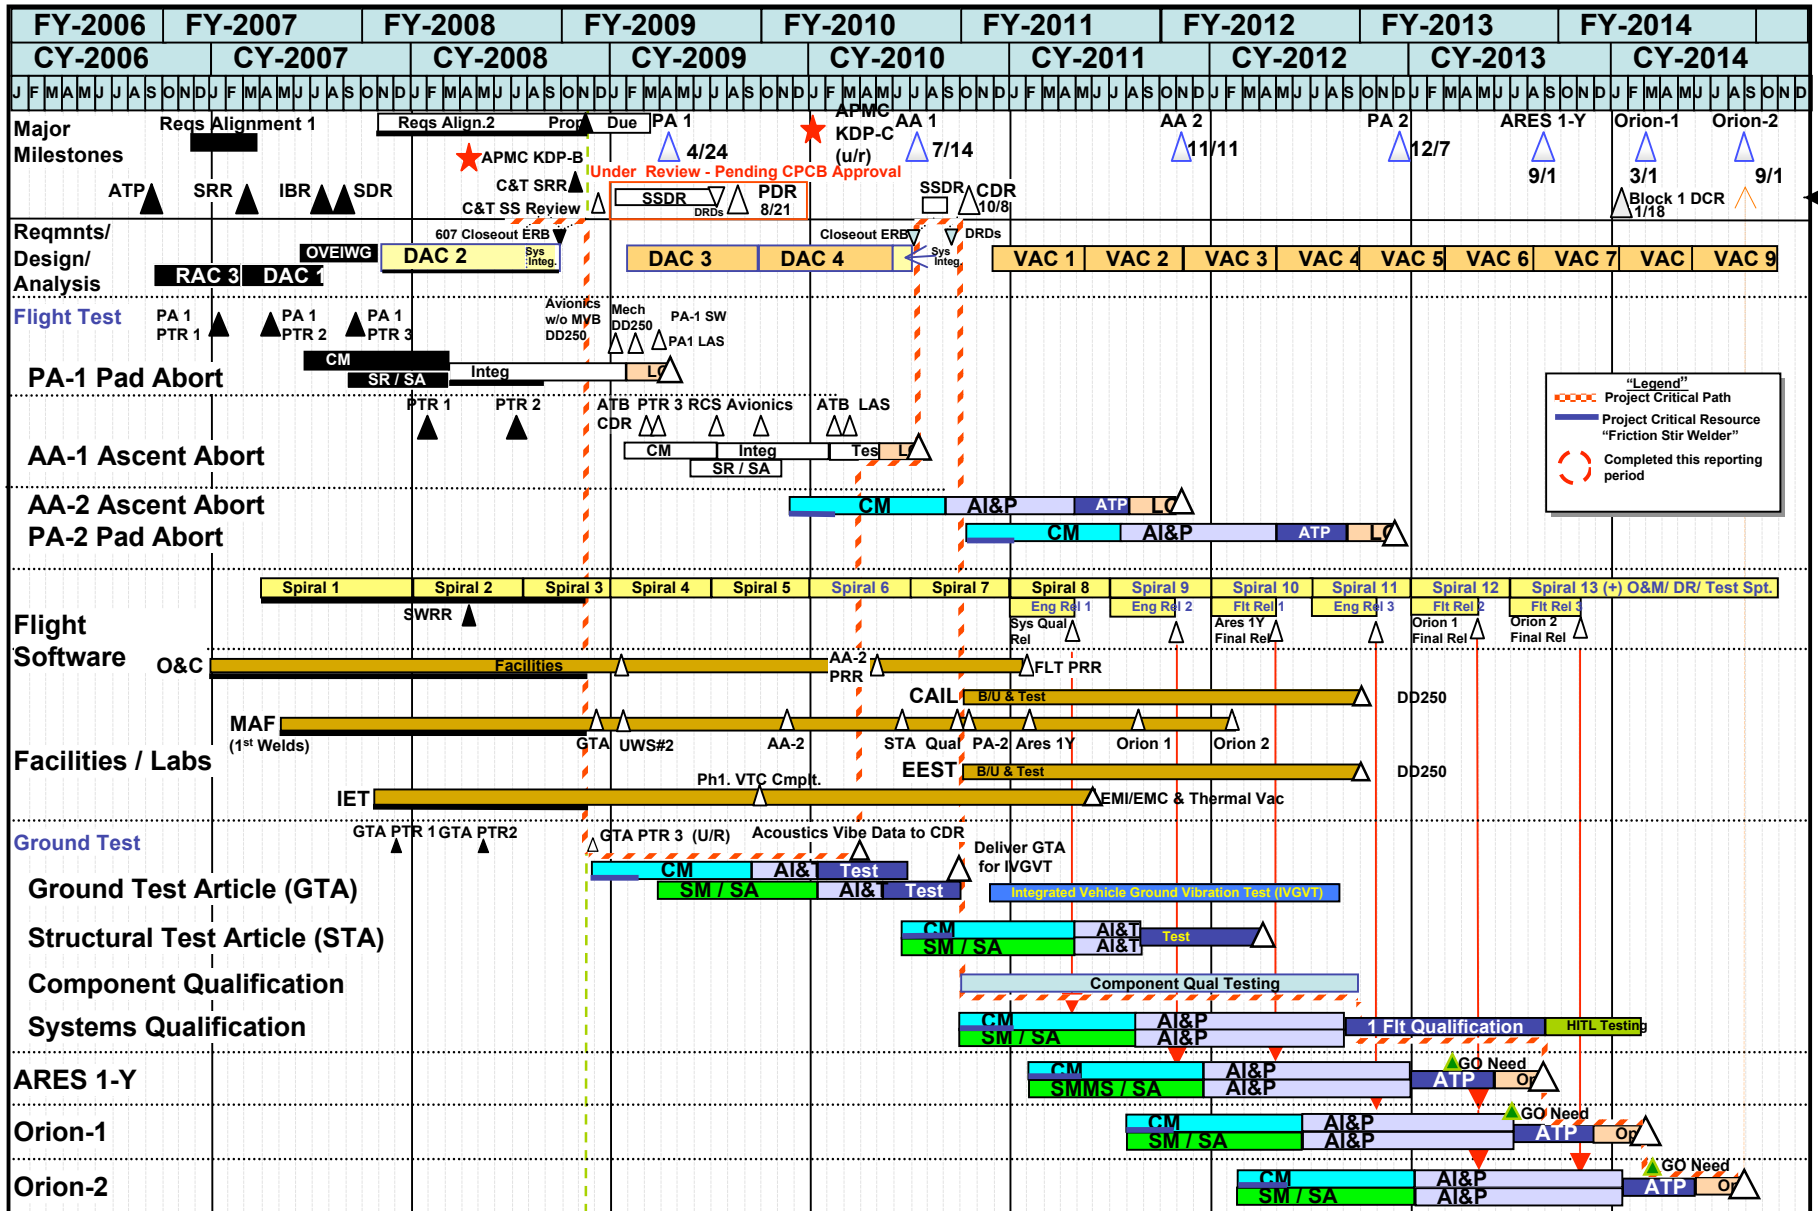 FY-2006 FY-2007 FY-2008 FY-2009 FY-2010 FY-2011 FY-2012 FY-2013 FY-2014
CY-2006 CY-2007 CY-2008 CY-2009 CY-2010 CY-2011 CY-2012 CY-2013 CY-2014
J F M A M J J A S O N D J F M A M J J A S O N D J F M A M J J A S O N D J F M A M J J A S O N D J F M A M J J A S O N D J F M A M J J A S O N D J F M A M J J A S O N D J F M A M J J A S O N D J F M A M J J A S O N D
Major
Milestones
Reqs Alignment 1
Reqs Align.2 Prop Due
PA 1
4/24
APMC
KDP-C
(u/r)
AA 1
7/14
AA 2
11/11
PA 2
12/7
ARES 1-Y
9/1
Orion-1
3/1
Orion-2
9/1
APMC KDP-B
Under Review - Pending CPCB Approval
ATP SRR IBR SDR
C&T SRR
C&T SS Review
SSDR
DRDs
PDR
8/21
SSDR
CDR
10/8
Block 1 DCR
1/18
Reqmnts/
Design/
Analysis
607 Closeout ERB
Closeout ERB
DRDs
OVEIWG
RAC 3 DAC 1
DAC 2 Sys
Integ.
DAC 3 DAC 4
Sys
Integ
VAC 1 VAC 2 VAC 3 VAC 4 VAC 5 VAC 6 VAC 7 VAC VAC 9
Flight Test
PA 1
PTR 1
PA 1
PTR 2
PA 1
PTR 3
Avionics
w/o MVB
DD250
Mech
DD250
PA-1 SW
PA1 LAS
PA-1 Pad Abort
CM
SR / SA
Integ
LO
PTR 1 PTR 2
ATB
CDR
PTR 3 RCS Avionics
ATB LAS
AA-1 Ascent Abort
CM Integ Tes LO
SR / SA
"Legend"
Project Critical Path
Project Critical Resource
"Friction Stir Welder"
Completed this reporting
period
AA-2 Ascent Abort
CM AI&P ATP LO
PA-2 Pad Abort
CM AI&P ATP LO
Flight
Software
Spiral 1 Spiral 2 Spiral 3 Spiral 4 Spiral 5 Spiral 6 Spiral 7 Spiral 8 Spiral 9 Spiral 10 Spiral 11 Spiral 12 Spiral 13 (+) O&M/ DR/ Test Spt.
Eng Rel 1 Eng Rel 2 Flt Rel 1 Eng Rel 3 Flt Rel 2 Flt Rel 3
SWRR
Sys Qual
Rel
Ares 1Y
Final Rel
Orion 1
Final Rel
Orion 2
Final Rel
Facilities / Labs
O&C
Facilities
AA-2
PRR
FLT PRR
CAIL
B/U & Test
DD250
MAF
(1st Welds)
GTA UWS#2 AA-2 STA Qual PA-2 Ares 1Y Orion 1 Orion 2
EEST
B/U & Test
DD250
IET
Ph1. VTC Cmplt.
EMI/EMC & Thermal Vac
Ground Test
GTA PTR 1 GTA PTR2
GTA PTR 3 (U/R)
Acoustics Vibe Data to CDR
Deliver GTA
for IVGVT
Ground Test Article (GTA)
CM AI&T Test
SM / SA AI&T Test
Integrated Vehicle Ground Vibration Test (IVGVT)
Structural Test Article (STA)
CM AI&T
SM / SA AI&T
Test
Component Qualification
Component Qual Testing
Systems Qualification
CM AI&P
SM / SA AI&P
1 Flt Qualification
HITL Testing
ARES 1-Y
CM AI&P
SMMS / SA AI&P
ATP Op
GO Need
Orion-1
CM AI&P
SM / SA AI&P
ATP Op
GO Need
Orion-2
CM AI&P
SM / SA AI&P
ATP Op
GO Need